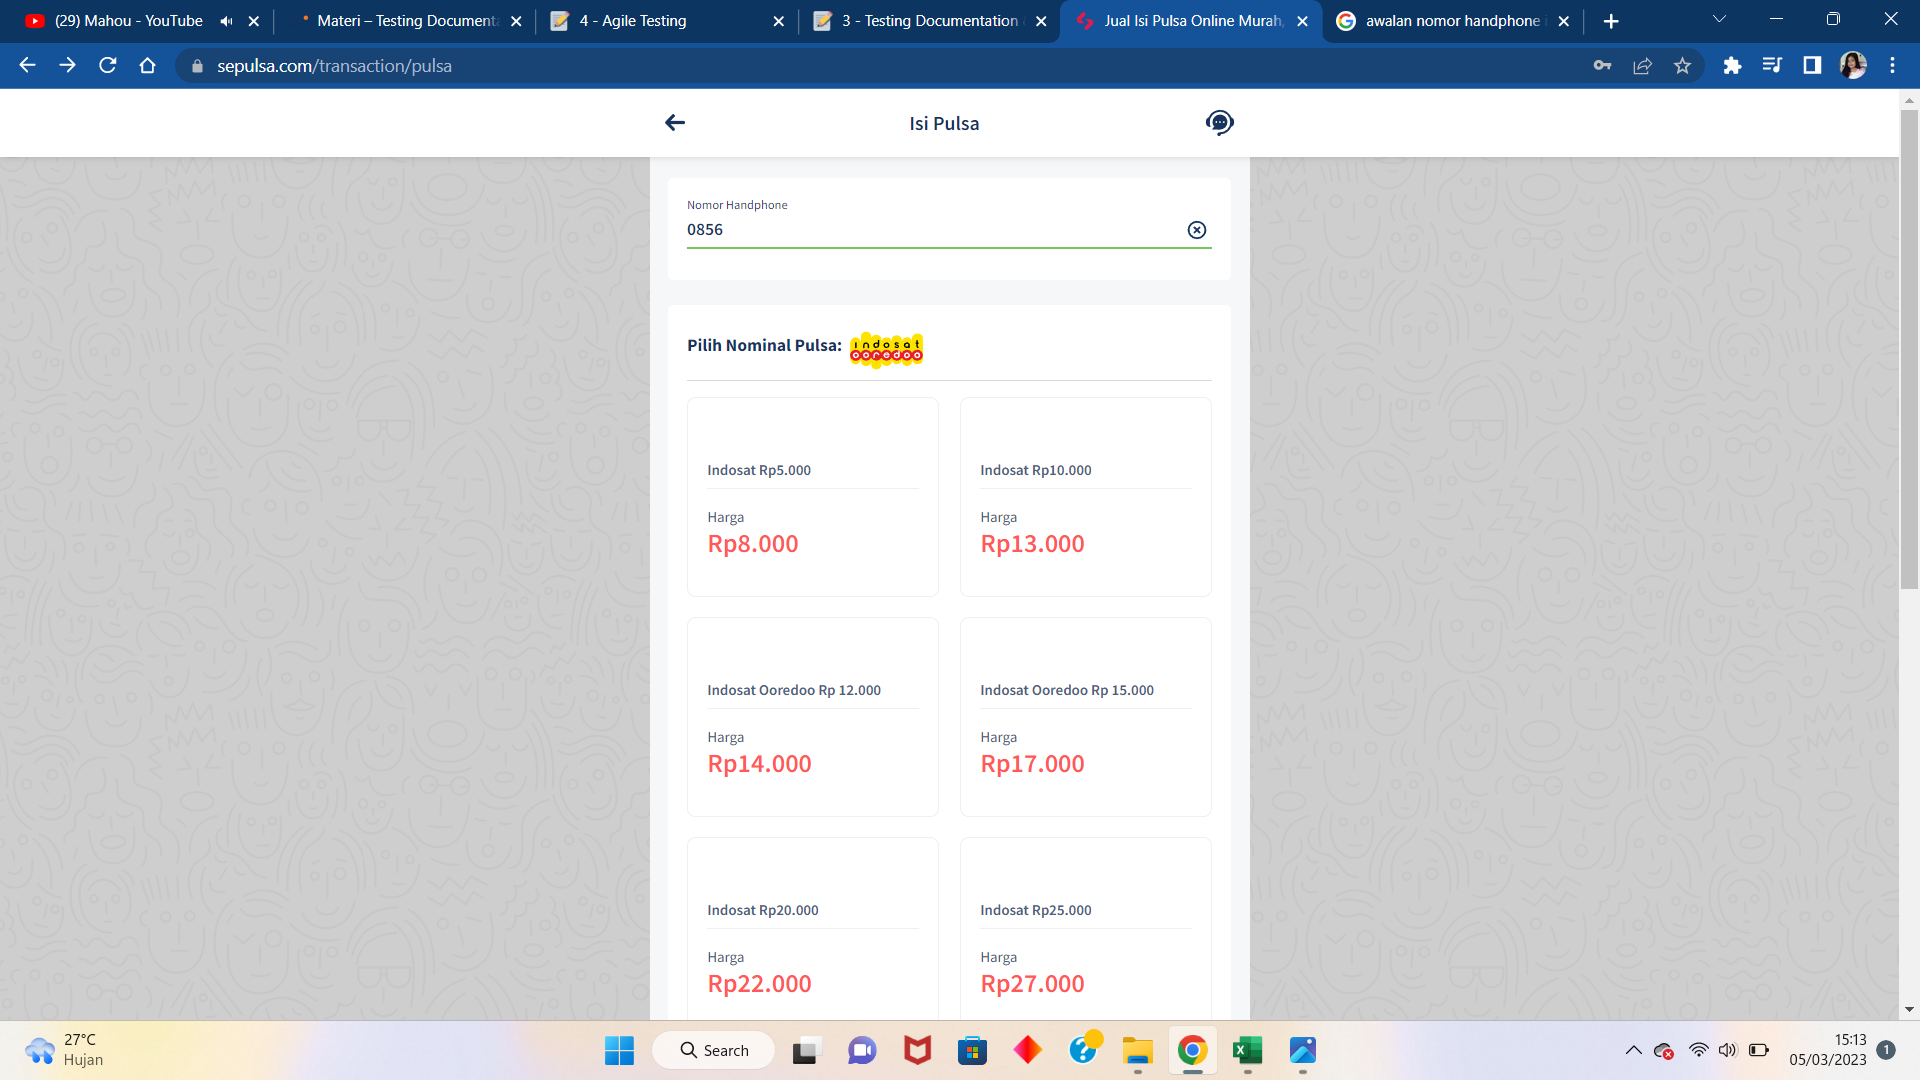 (29) Mahou - YouTube
Materi – Testing Documenta
4 - Agile Testing
3 - Testing Documentation
Jual Isi Pulsa Online Murah,
awalan nomor handphone
sepulsa.com/transaction/pulsa
Isi Pulsa
Nomor Handphone
0856
Pilih Nominal Pulsa:
indosat
ooredoo
Indosat Rp5.000
Harga
Rp8.000
Indosat Rp10.000
Harga
Rp13.000
Indosat Ooredoo Rp 12.000
Harga
Rp14.000
Indosat Ooredoo Rp 15.000
Harga
Rp17.000
Indosat Rp20.000
Harga
Rp22.000
Indosat Rp25.000
Harga
Rp27.000
27°C
Hujan
Search
15:13
05/03/2023
1